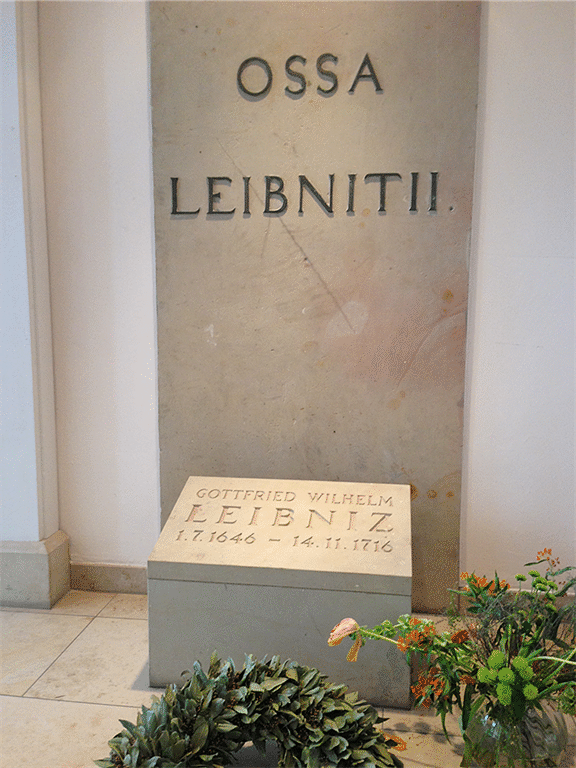 OSSA
LEIBNITII.
GOTTFRIED WILHELM
LEIBNIZ
1.7.1646 – 14.11.1716